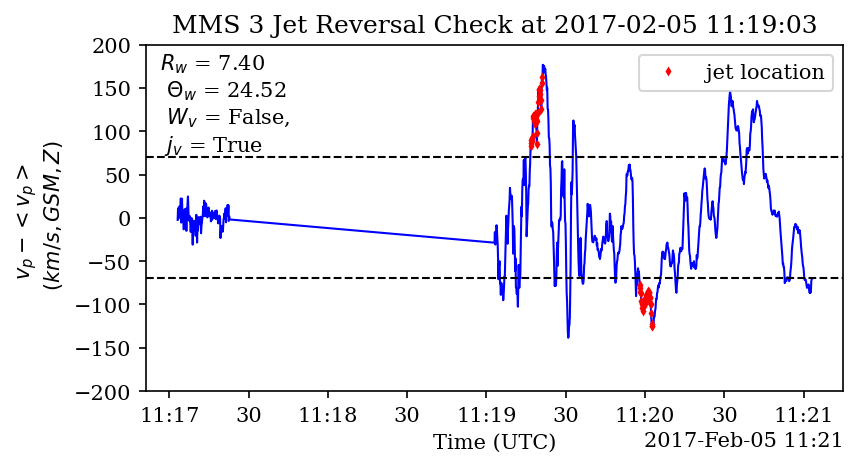 MMS 3 Jet Reversal Check at 2017-02-05 11:19:03
R_w = 7.40
Θ_w = 24.52
W_v = False,
j_v = True
jet location
v_p − < v_p >
(km/s, GSM, Z)
200
150
100
50
0
−50
−100
−150
−200
11:17 30 11:18 30 11:19 30 11:20 30 11:21
Time (UTC)
2017-Feb-05 11:21